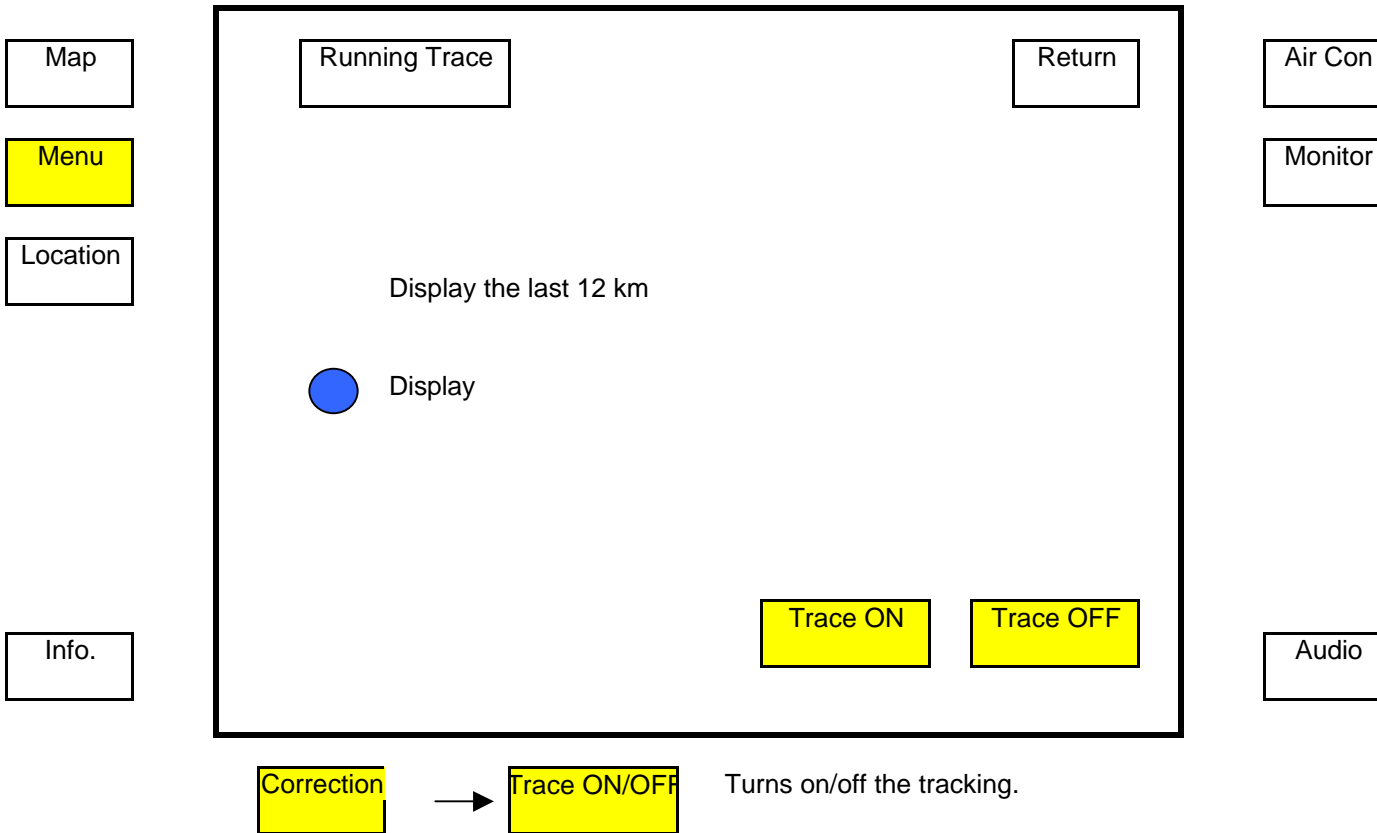 Map
Running Trace
Return
Air Con
Menu
Monitor
Location
Display the last 12 km
Display
Trace ON
Trace OFF
Info.
Audio
Correction
Trace ON/OFF
Turns on/off the tracking.